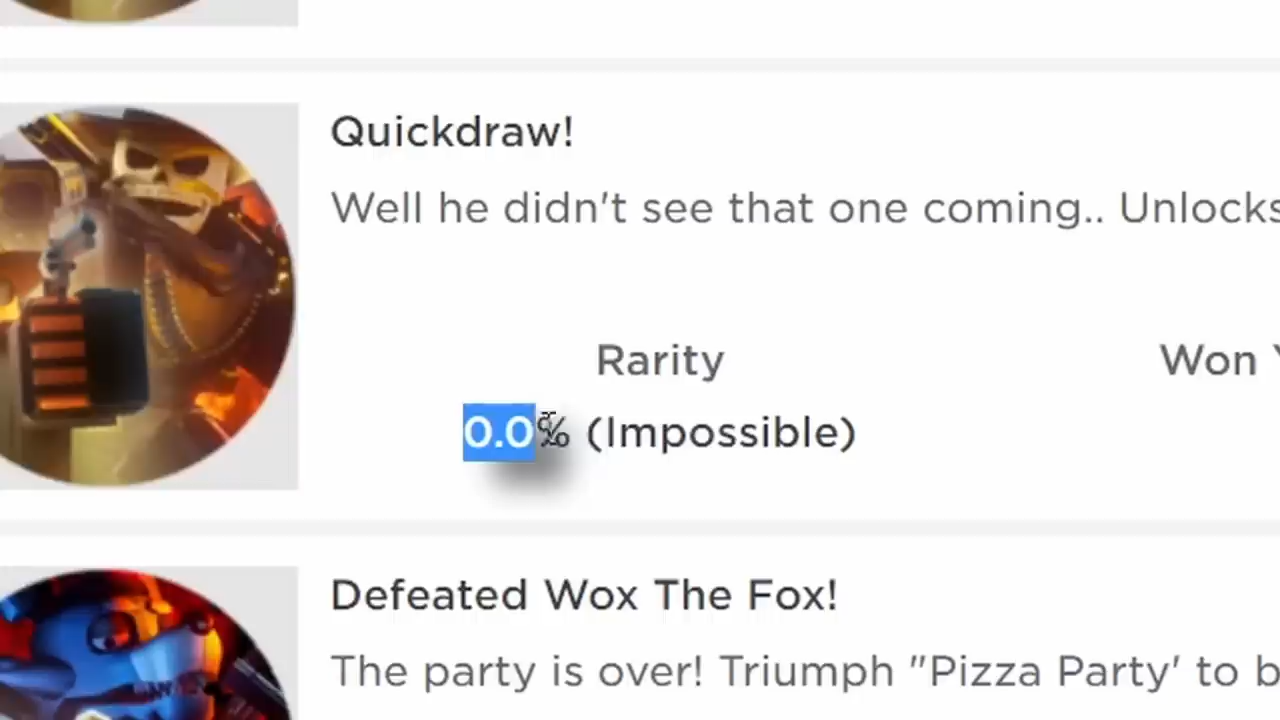 Quickdraw!
Well he didn't see that one coming.. Unlocks
Rarity
Won
0.0% (Impossible)
Defeated Wox The Fox!
The party is over! Triumph "Pizza Party' to b